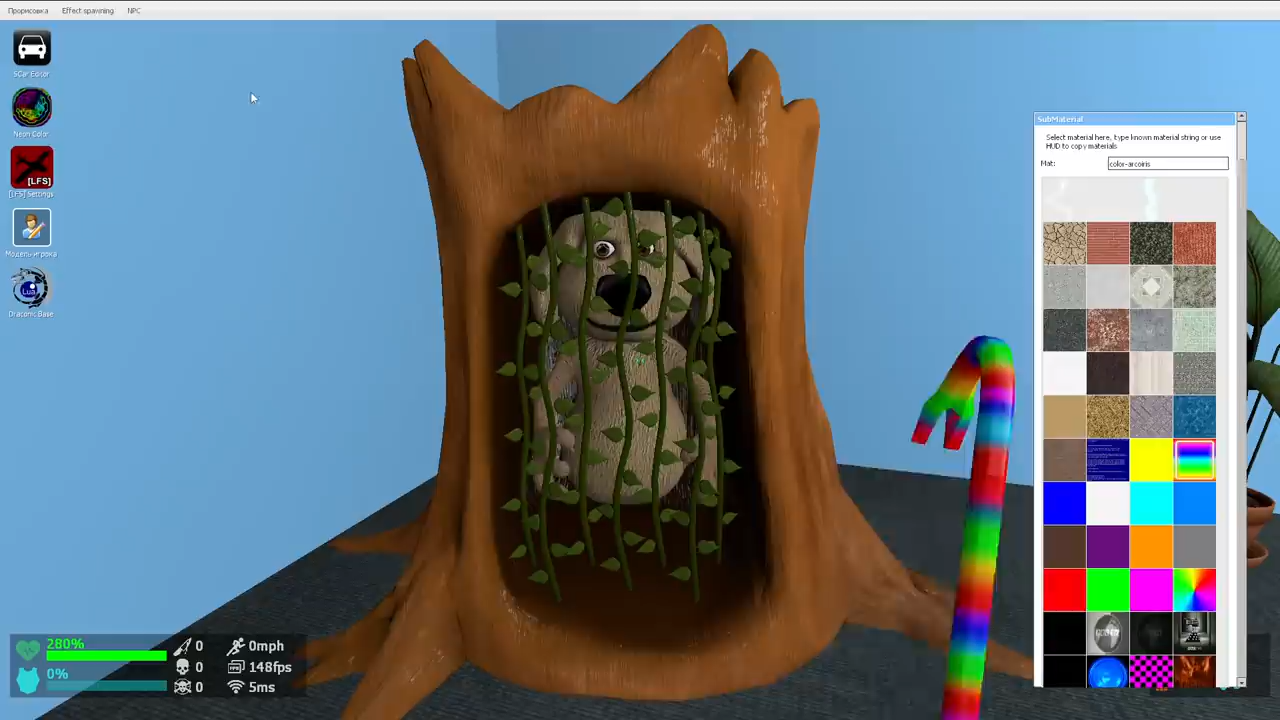 Прорисовка Effect spawning NPC
SCar Editor
Neon Color
[LFS]
[LFS] Settings
Модель игрока
Lua
Draconic Base
SubMaterial
Select material here, type known material string or use
HUD to copy materials
Mat: color-arcoiris
280% 0 0mph
0% 0 148fps
0 5ms